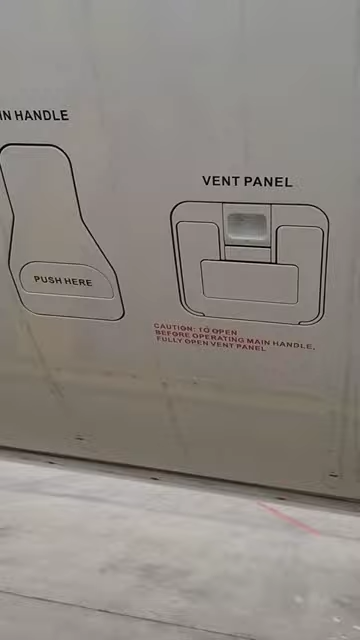 IN HANDLE
VENT PANEL
PUSH HERE
CAUTION: TO OPEN
BEFORE OPERATING MAIN HANDLE,
FULLY OPEN VENT PANEL